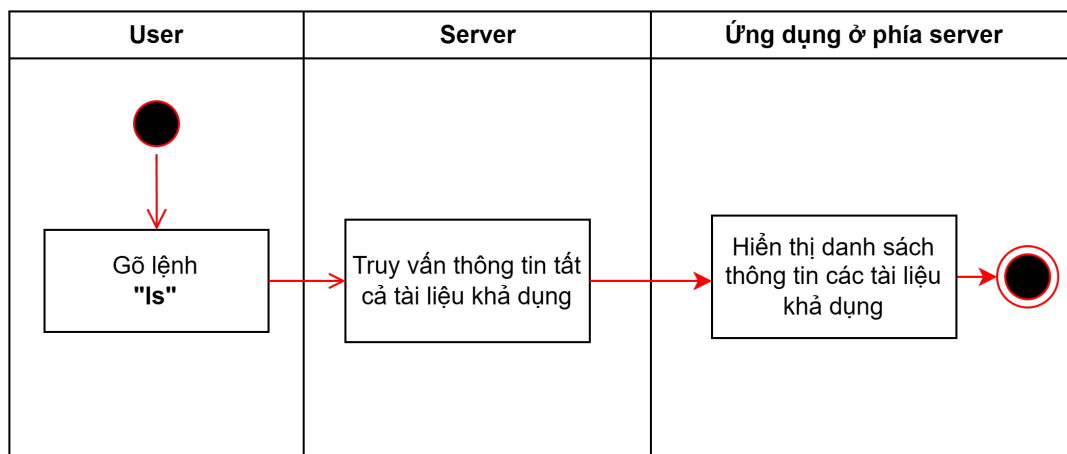 User
Server
Ứng dụng ở phía server
Gõ lệnh
"ls"
Truy vấn thông tin tất
cả tài liệu khả dụng
Hiển thị danh sách
thông tin các tài liệu
khả dụng